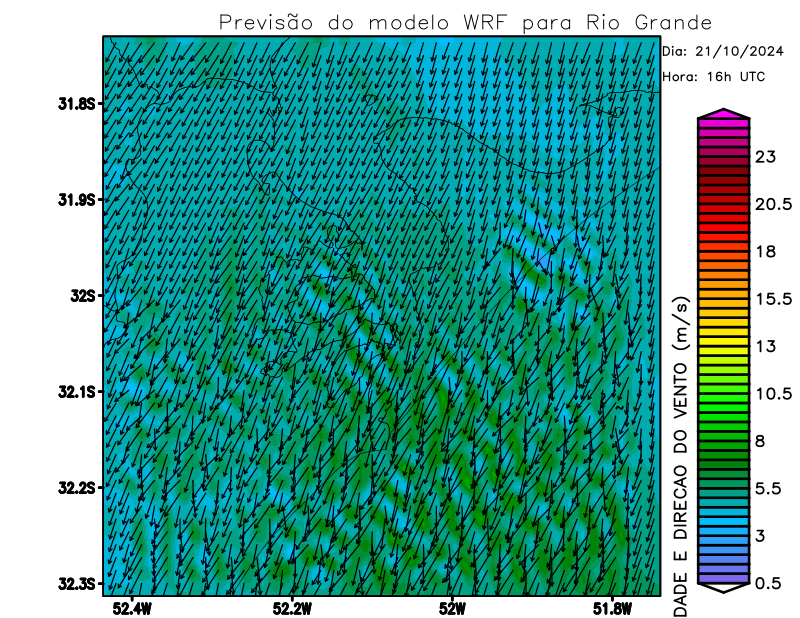 Previsão do modelo WRF para Rio Grande
Dia: 21/10/2024
Hora: 16h UTC
31.8S
31.9S
32S
32.1S
32.2S
32.3S
52.4W
52.2W
52W
51.8W
23
20.5
18
15.5
13
10.5
8
5.5
3
0.5
DADE E DIRECAO DO VENTO (m/s)